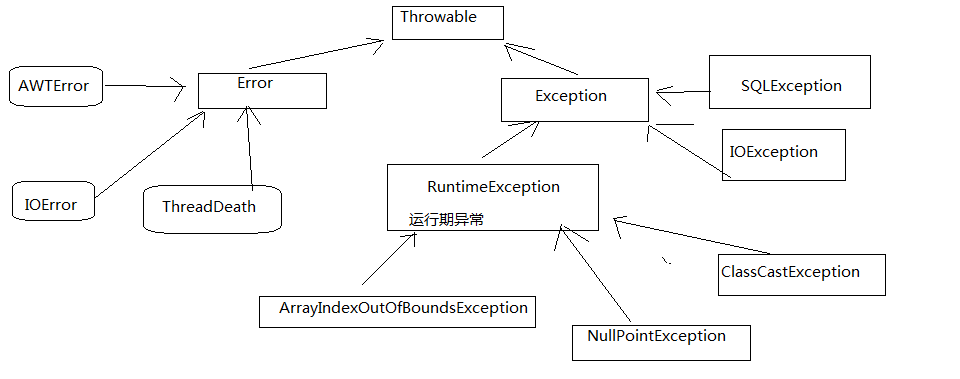 Throwable
AWTError
Error
Exception
SQLException
IOException
IOError
ThreadDeath
RuntimeException
运行期异常
ClassCastException
ArrayIndexOutOfBoundsException
NullPointException